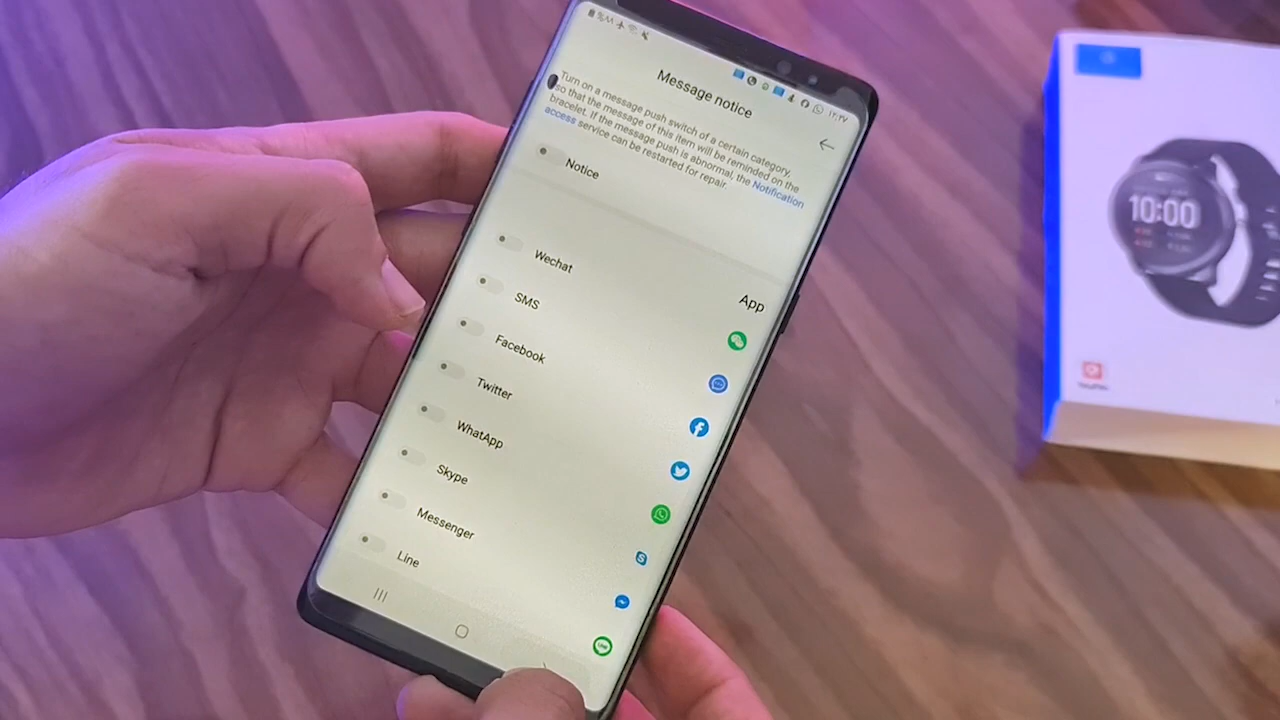 ١٢:٢٧
Message notice
Turn on a message push switch of a certain category,
so that the message of this item will be reminded on the
bracelet. If the message push is abnormal, the Notification
access service can be restarted for repair.
Notice
App
Wechat
SMS
Facebook
Twitter
WhatApp
Skype
Messenger
Line
10:00